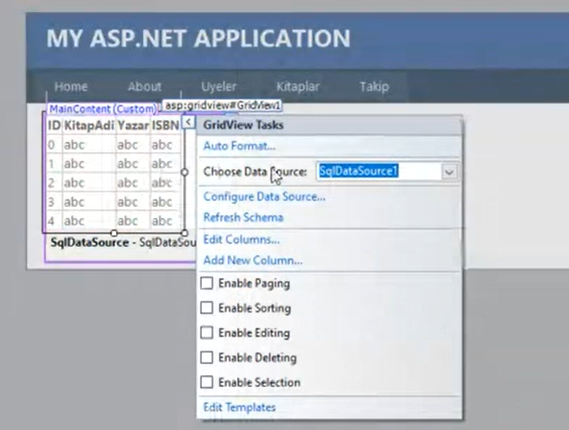 MY ASP.NET APPLICATION
Home About Uyeler Kitaplar Takip
MainContent (Custom)
asp:gridview#GridView1
ID KitapAdi Yazar ISBN
0 abc abc abc
1 abc abc abc
2 abc abc abc
3 abc abc abc
4 abc abc abc
SqlDataSource - SqlDataSou
GridView Tasks
Auto Format...
Choose Data Source: SqlDataSource1
Configure Data Source...
Refresh Schema
Edit Columns...
Add New Column...
Enable Paging
Enable Sorting
Enable Editing
Enable Deleting
Enable Selection
Edit Templates